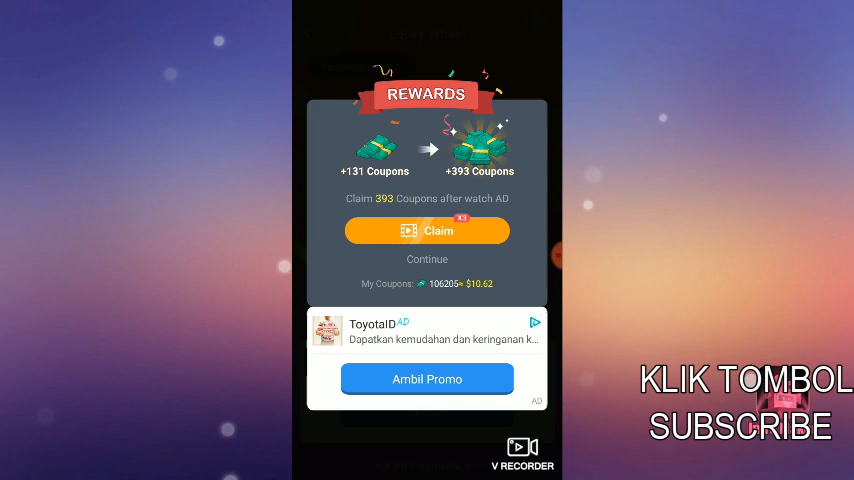 REWARDS
+131 Coupons
+393 Coupons
Claim 393 Coupons after watch AD
X3
Claim
Continue
My Coupons: 106205≈ $10.62
ToyotaID AD
Dapatkan kemudahan dan keringanan k...
Ambil Promo
AD
KLIK TOMBOL
SUBSCRIBE
V RECORDER